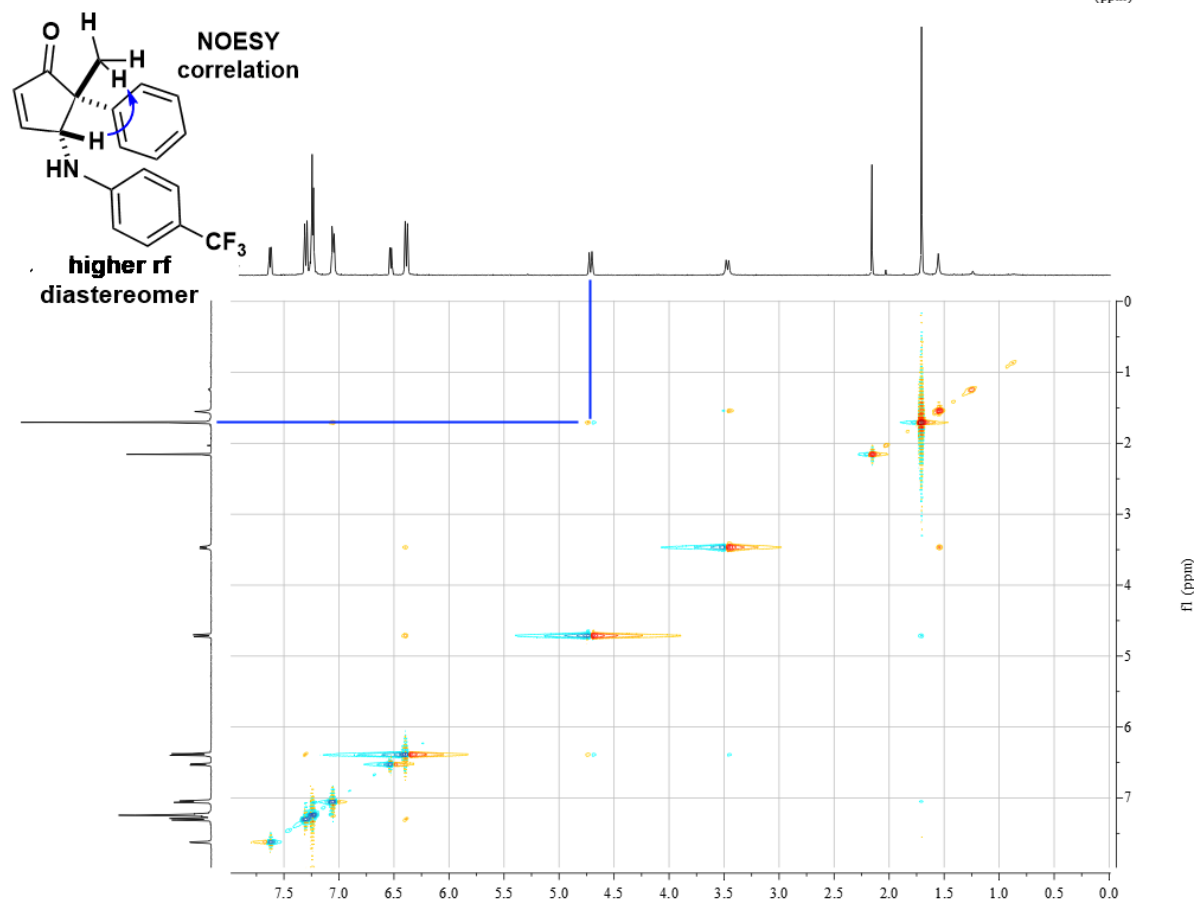 (ppm)
H
O
H
NOESY
correlation
H
H
HN
CF3
higher rf
diastereomer
0
1
2
3
4
5
6
7
f1 (ppm)
7.5 7.0 6.5 6.0 5.5 5.0 4.5 4.0 3.5 3.0 2.5 2.0 1.5 1.0 0.5 0.0